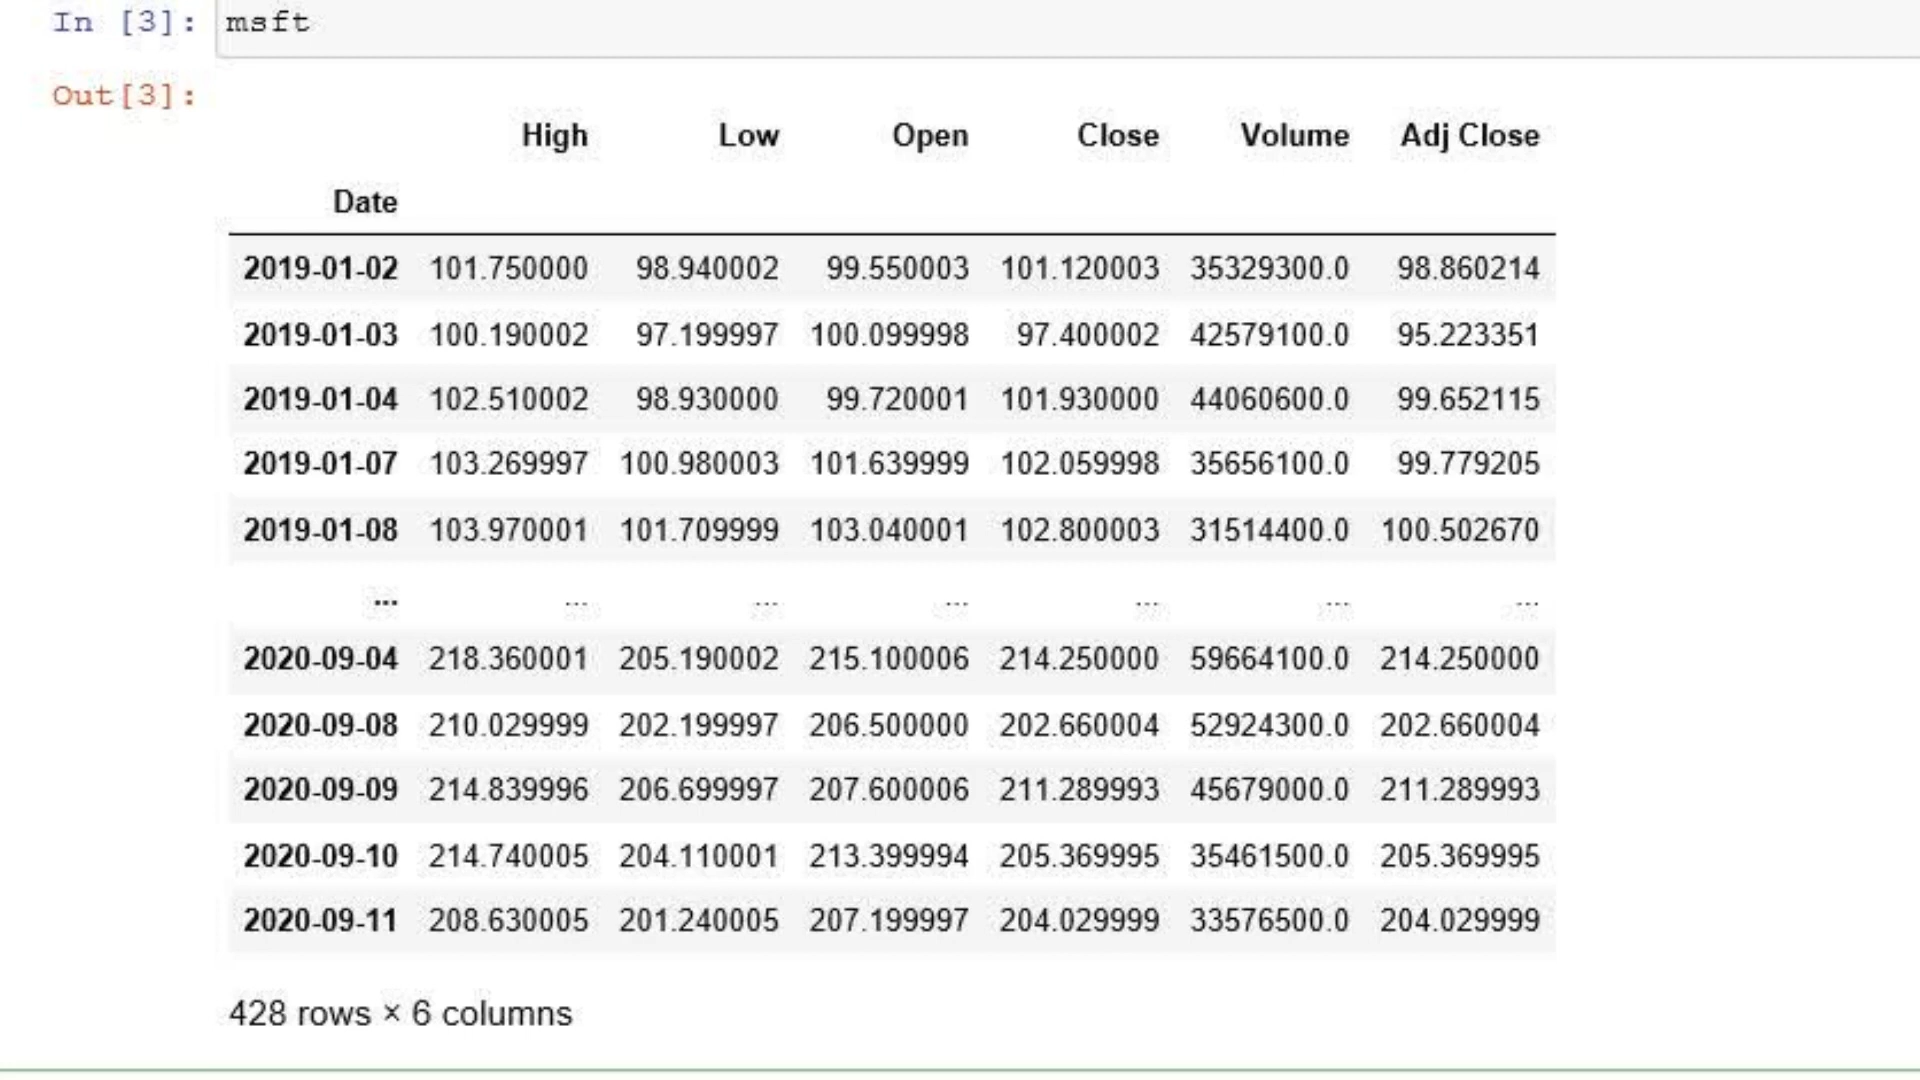 In [3]: msft
Out[3]:
High Low Open Close Volume Adj Close
Date
2019-01-02 101.750000 98.940002 99.550003 101.120003 35329300.0 98.860214
2019-01-03 100.190002 97.199997 100.099998 97.400002 42579100.0 95.223351
2019-01-04 102.510002 98.930000 99.720001 101.930000 44060600.0 99.652115
2019-01-07 103.269997 100.980003 101.639999 102.059998 35656100.0 99.779205
2019-01-08 103.970001 101.709999 103.040001 102.800003 31514400.0 100.502670
... ... ... ... ... ... ...
2020-09-04 218.360001 205.190002 215.100006 214.250000 59664100.0 214.250000
2020-09-08 210.029999 202.199997 206.500000 202.660004 52924300.0 202.660004
2020-09-09 214.839996 206.699997 207.600006 211.289993 45679000.0 211.289993
2020-09-10 214.740005 204.110001 213.399994 205.369995 35461500.0 205.369995
2020-09-11 208.630005 201.240005 207.199997 204.029999 33576500.0 204.029999
428 rows × 6 columns